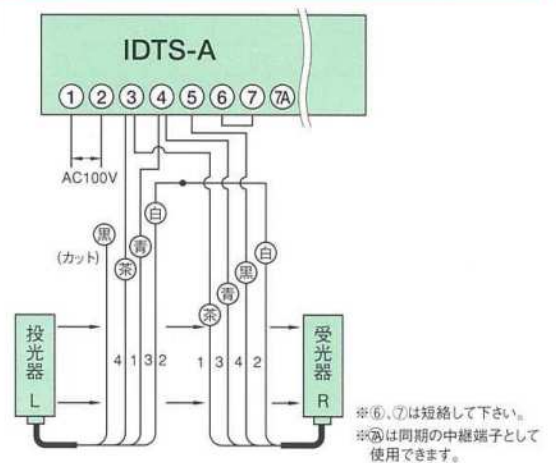 IDTS-A
① ② ③ ④ ⑤ ⑥ ⑦ 7A
AC100V
白
黒
(カット)
青
茶
白
黒
青
茶
投光器
L
4 1 3 2
1 3 4 2
受光器
R
※⑥、⑦は短絡して下さい。
※7Aは同期の中継端子として
使用できます。